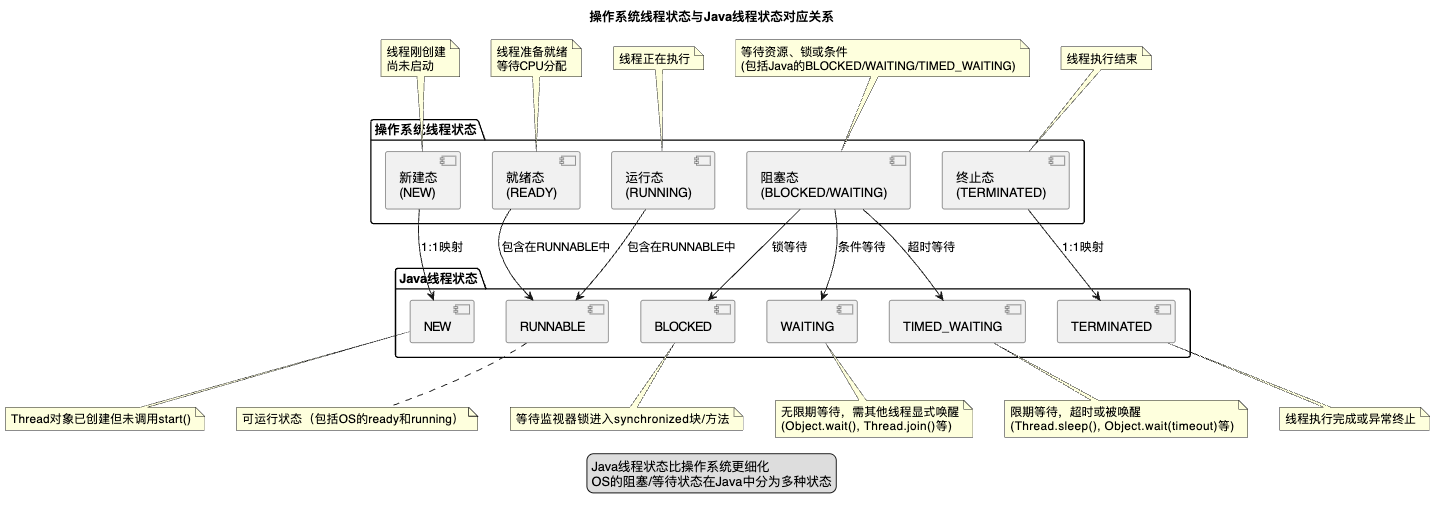 操作系统线程状态与Java线程状态对应关系
线程刚创建
尚未启动
线程准备就绪
等待CPU分配
线程正在执行
等待资源、锁或条件
(包括Java的BLOCKED/WAITING/TIMED_WAITING)
线程执行结束
操作系统线程状态
新建态
(NEW)
就绪态
(READY)
运行态
(RUNNING)
阻塞态
(BLOCKED/WAITING)
终止态
(TERMINATED)
1:1映射
包含在RUNNABLE中
包含在RUNNABLE中
锁等待
条件等待
超时等待
1:1映射
Java线程状态
NEW
RUNNABLE
BLOCKED
WAITING
TIMED_WAITING
TERMINATED
Thread对象已创建但未调用start()
可运行状态（包括OS的ready和running）
等待监视器锁进入synchronized块/方法
无限期等待，需其他线程显式唤醒
(Object.wait(), Thread.join()等)
限期等待，超时或被唤醒
(Thread.sleep(), Object.wait(timeout)等)
线程执行完成或异常终止
Java线程状态比操作系统更细化
OS的阻塞/等待状态在Java中分为多种状态